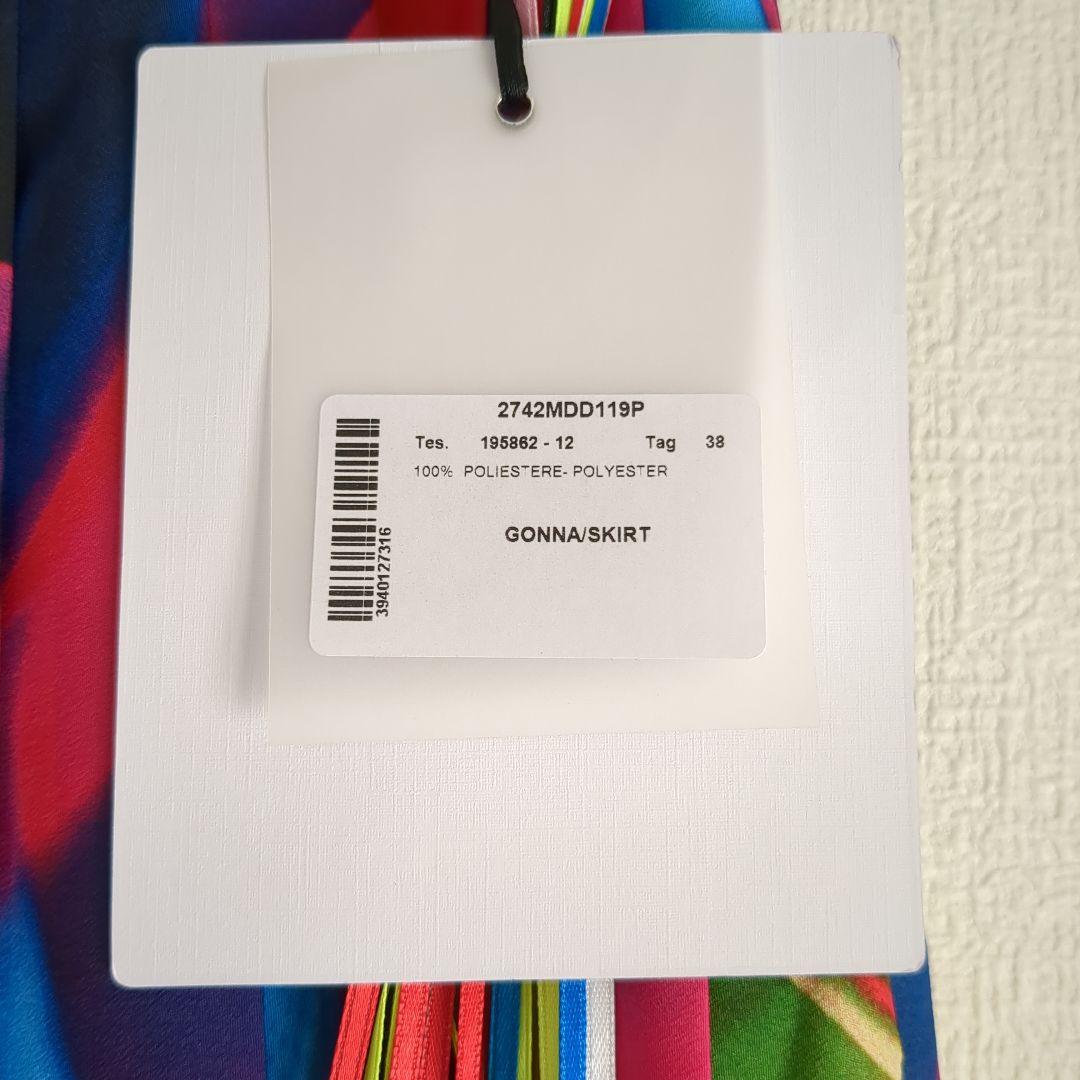 2742MDD119P
Tes. 195862 - 12 Tag 38
100% POLIESTERE- POLYESTER
GONNA/SKIRT
3940127316